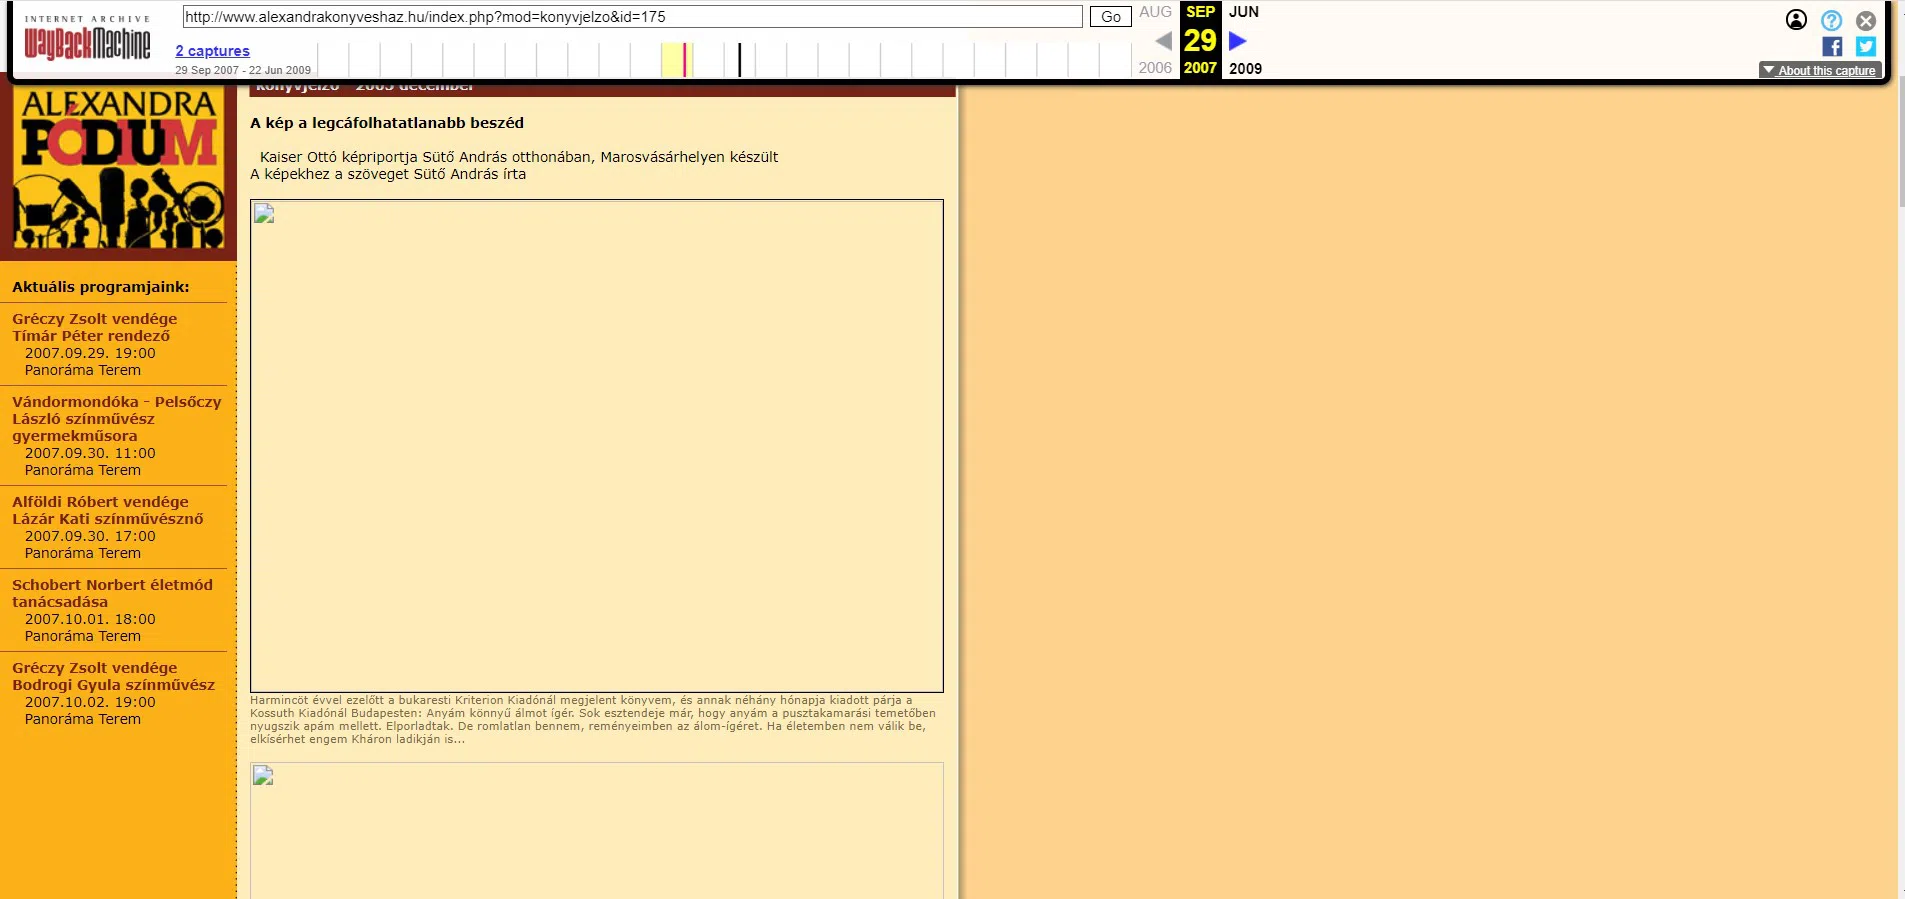 INTERNET ARCHIVE
WayBackMachine
http://www.alexandrakonyveshaz.hu/index.php?mod=konyvjelzo&id=175
Go
AUG
SEP
JUN
2 captures
29
29 Sep 2007 - 22 Jun 2009
2006
2007
2009
About this capture
könyvjelző - 2005 december
ALEXANDRA
PÓDIUM
A kép a legcáfolhatatlanabb beszéd
Kaiser Ottó képriportja Sütő András otthonában, Marosvásárhelyen készült
A képekhez a szöveget Sütő András írta
Aktuális programjaink:
Gréczy Zsolt vendége
Tímár Péter rendező
2007.09.29. 19:00
Panoráma Terem
Vándormondóka - Pelsőczy
László színművész
gyermekműsora
2007.09.30. 11:00
Panoráma Terem
Alföldi Róbert vendége
Lázár Kati színművésznő
2007.09.30. 17:00
Panoráma Terem
Schobert Norbert életmód
tanácsadása
2007.10.01. 18:00
Panoráma Terem
Gréczy Zsolt vendége
Bodrogi Gyula színművész
2007.10.02. 19:00
Panoráma Terem
Harmincöt évvel ezelőtt a bukaresti Kriterion Kiadónál megjelent könyvem, és annak néhány hónapja kiadott párja a
Kossuth Kiadónál Budapesten: Anyám könnyű álmot ígér. Sok esztendeje már, hogy anyám a pusztakamarási temetőben
nyugszik apám mellett. Elporladtak. De romlatlan bennem, reményeimben az álom-ígéret. Ha életemben nem válik be,
elkísérhet engem Kháron ladikján is...